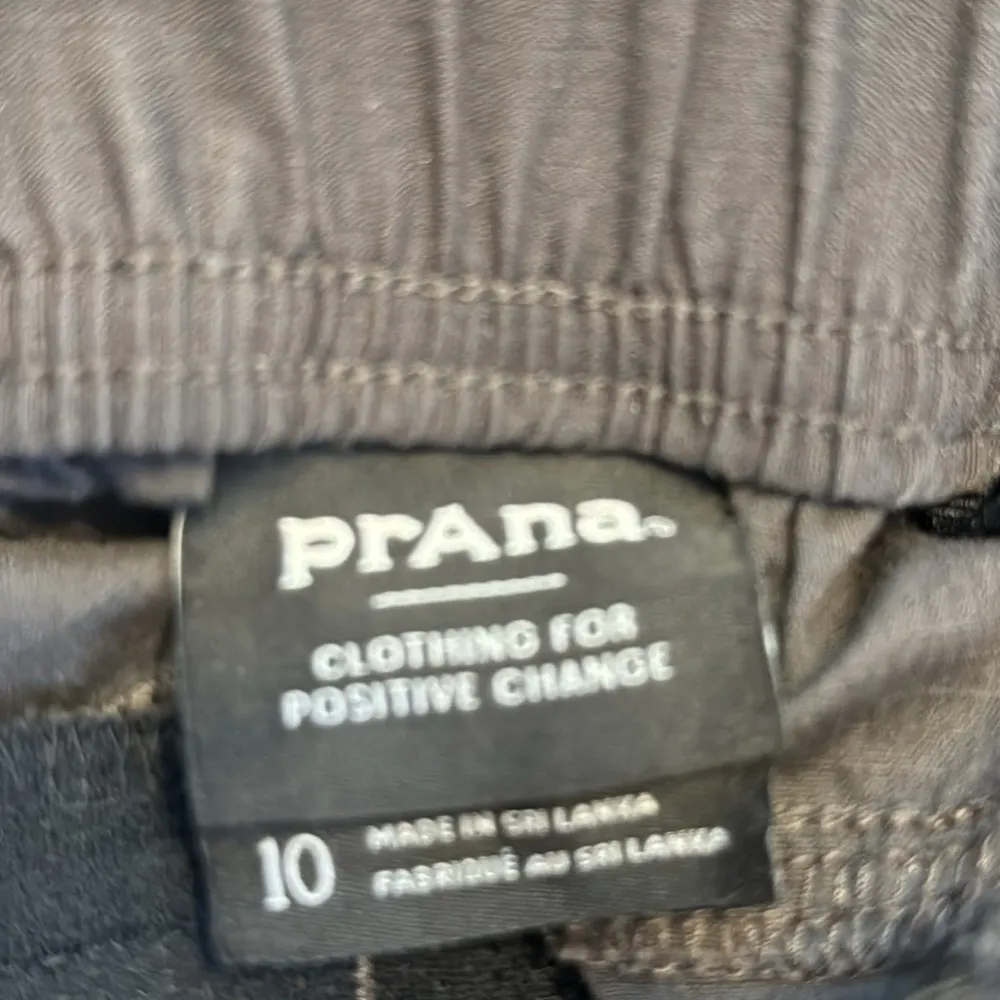 prAna
CLOTHING FOR
POSITIVE CHANGE
10
MADE IN SRI LANKA
FABRIQUÉ AU SRI LANKA